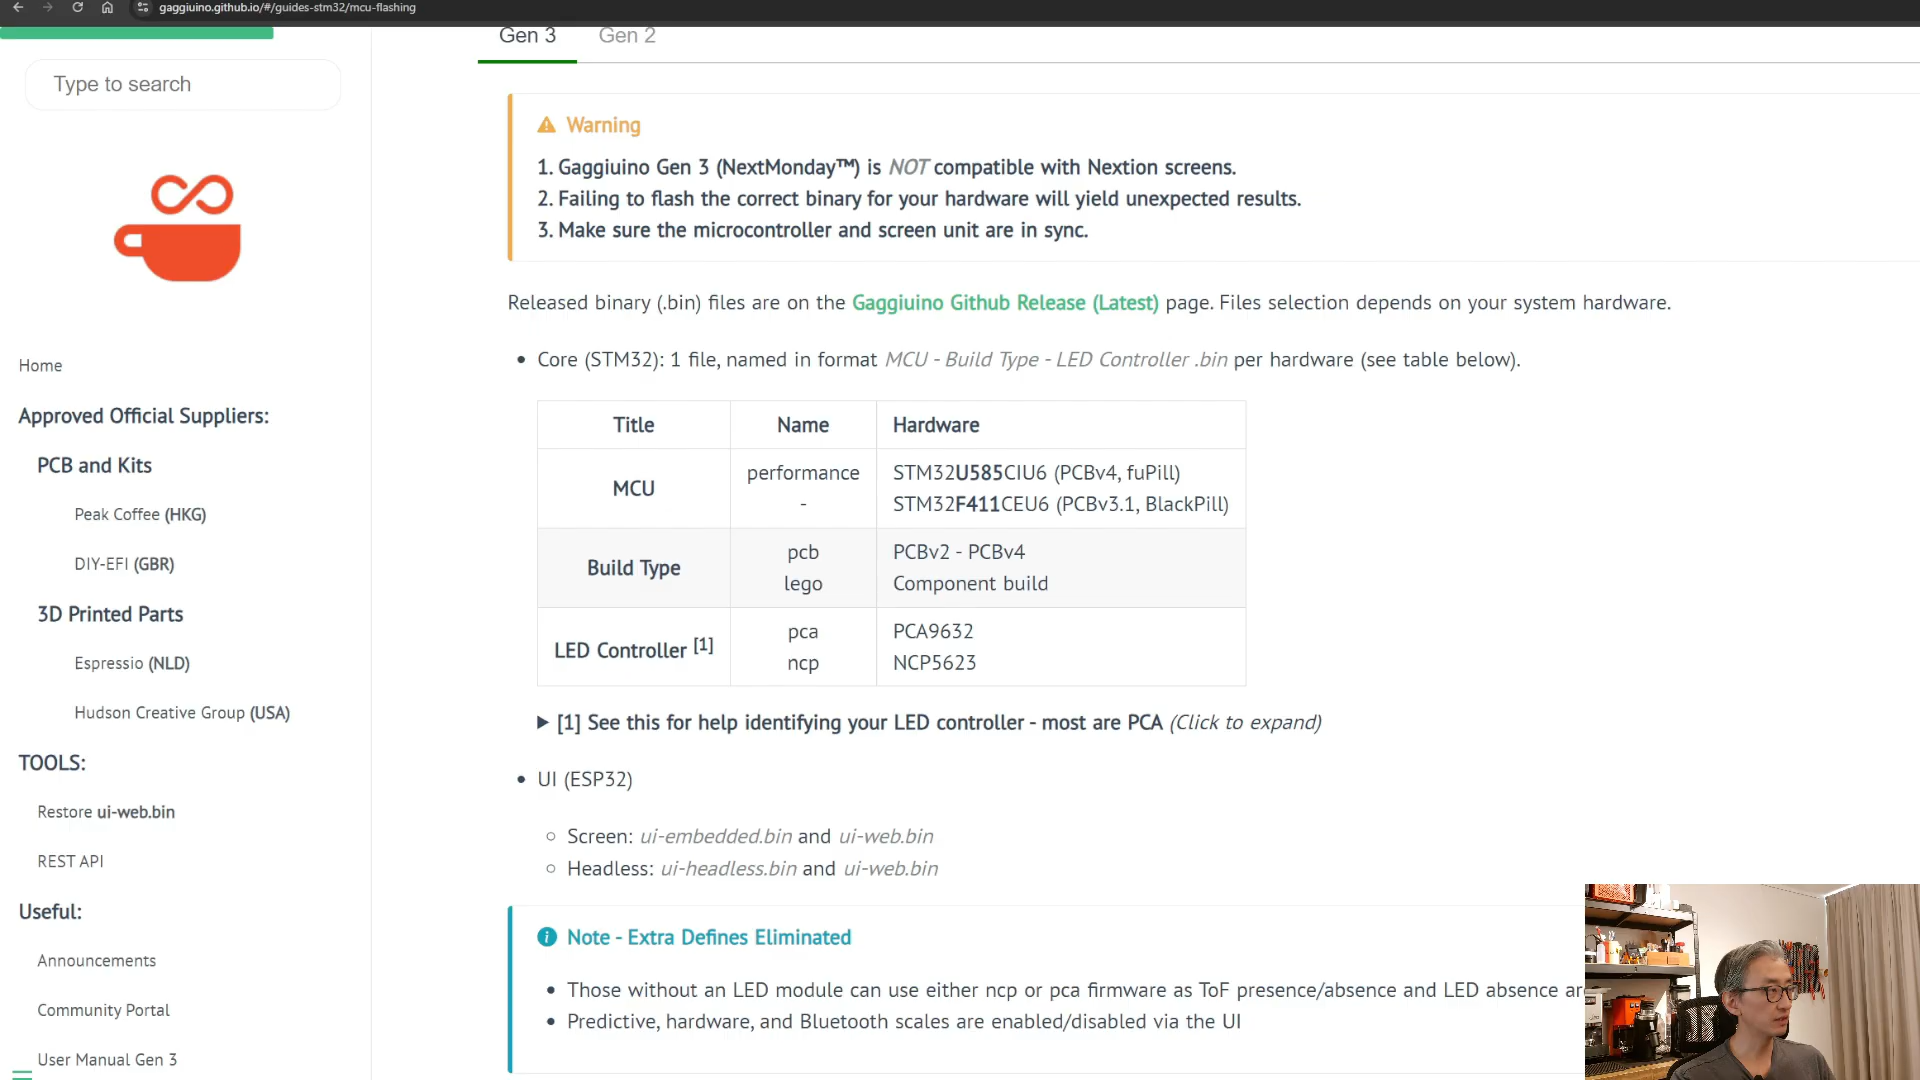 gaggiuino.github.io/#/guides-stm32/mcu-flashing
Type to search
Home
Approved Official Suppliers:
PCB and Kits
Peak Coffee (HKG)
DIY-EFI (GBR)
3D Printed Parts
Espressio (NLD)
Hudson Creative Group (USA)
TOOLS:
Restore ui-web.bin
REST API
Useful:
Announcements
Community Portal
User Manual Gen 3
Gen 3 Gen 2
Warning
1. Gaggiuino Gen 3 (NextMonday™) is NOT compatible with Nextion screens.
2. Failing to flash the correct binary for your hardware will yield unexpected results.
3. Make sure the microcontroller and screen unit are in sync.
Released binary (.bin) files are on the Gaggiuino Github Release (Latest) page. Files selection depends on your system hardware.
• Core (STM32): 1 file, named in format MCU - Build Type - LED Controller .bin per hardware (see table below).
Title Name Hardware
MCU performance STM32U585CIU6 (PCBv4, fuPill)
- STM32F411CEU6 (PCBv3.1, BlackPill)
Build Type pcb PCBv2 - PCBv4
lego Component build
LED Controller [1] pca PCA9632
ncp NCP5623
[1] See this for help identifying your LED controller - most are PCA (Click to expand)
• UI (ESP32)
Screen: ui-embedded.bin and ui-web.bin
Headless: ui-headless.bin and ui-web.bin
Note - Extra Defines Eliminated
• Those without an LED module can use either ncp or pca firmware as ToF presence/absence and LED absence
• Predictive, hardware, and Bluetooth scales are enabled/disabled via the UI